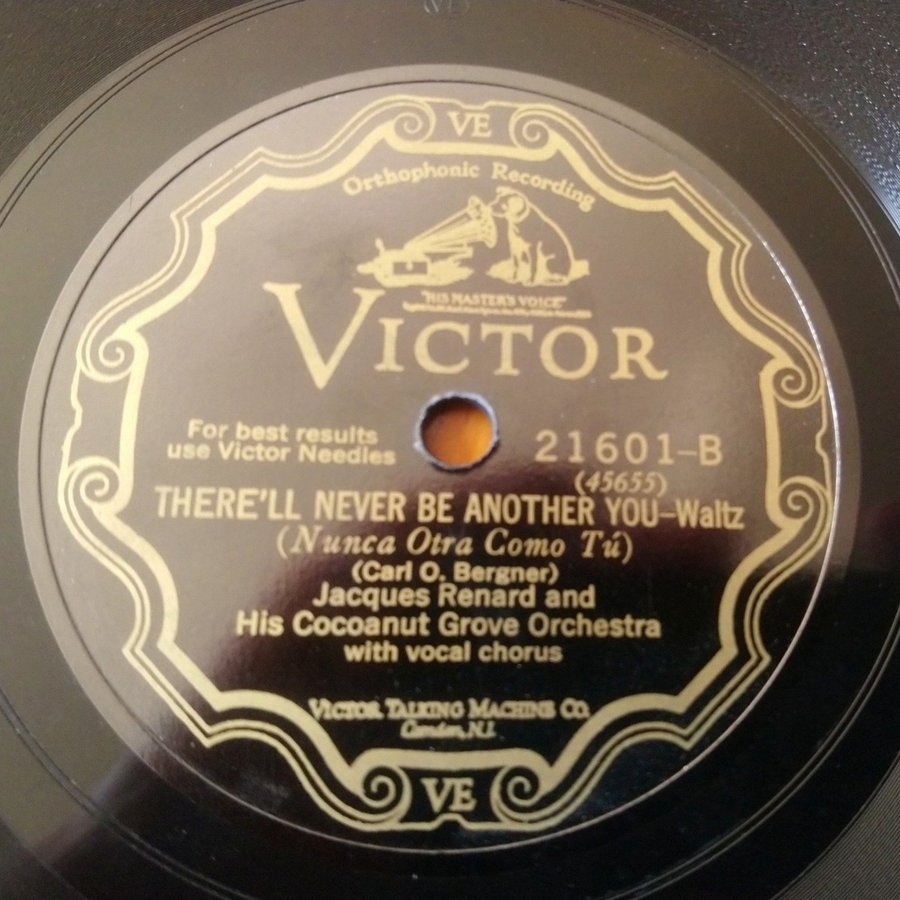 VE
VE
Orthophonic Recording
"HIS MASTER'S VOICE"
VICTOR
For best results
use Victor Needles
21601-B
(45655)
THERE'LL NEVER BE ANOTHER YOU-Waltz
(Nunca Otra Como Tú)
(Carl O. Bergner)
Jacques Renard and
His Cocoanut Grove Orchestra
with vocal chorus
VICTOR TALKING MACHINE CO.
Camden, N.J.
VE